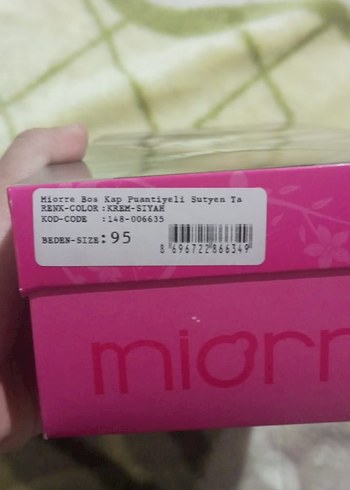 Miorre Bos Kap Puantiyeli Sutyen Ta
RENK-COLOR :KREM-SIYAH
KOD-CODE :148-006635
BEDEN-SIZE:95
8 696722 866349
miorr